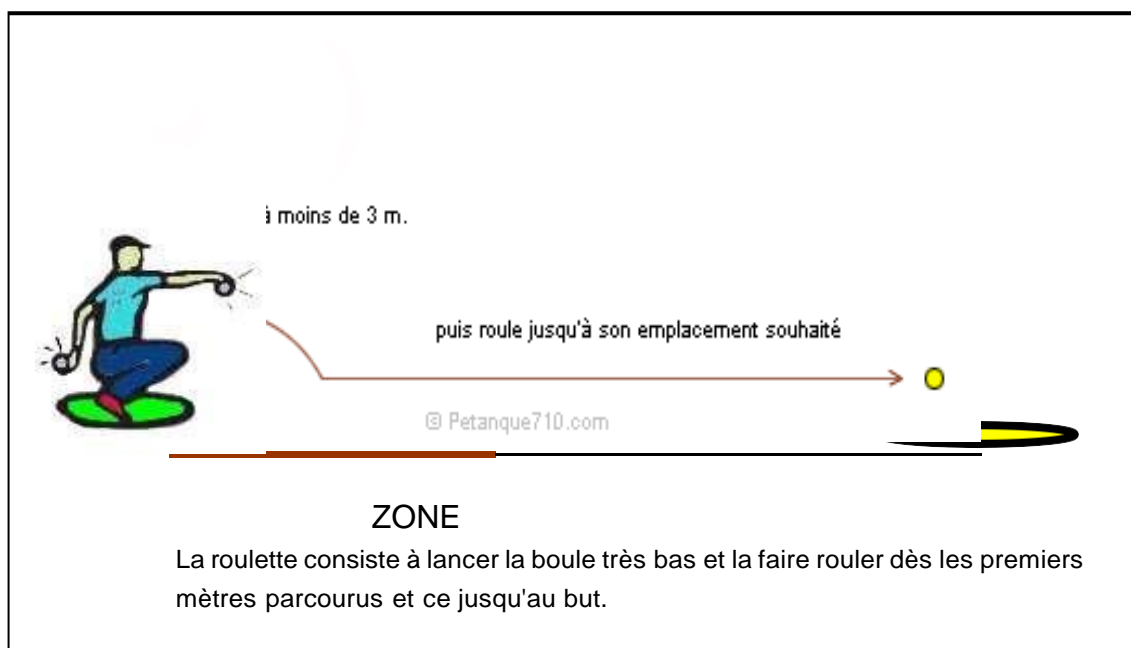 à moins de 3 m.
puis roule jusqu'à son emplacement souhaité
© Petanque710.com
ZONE
La roulette consiste à lancer la boule très bas et la faire rouler dès les premiers
mètres parcourus et ce jusqu'au but.